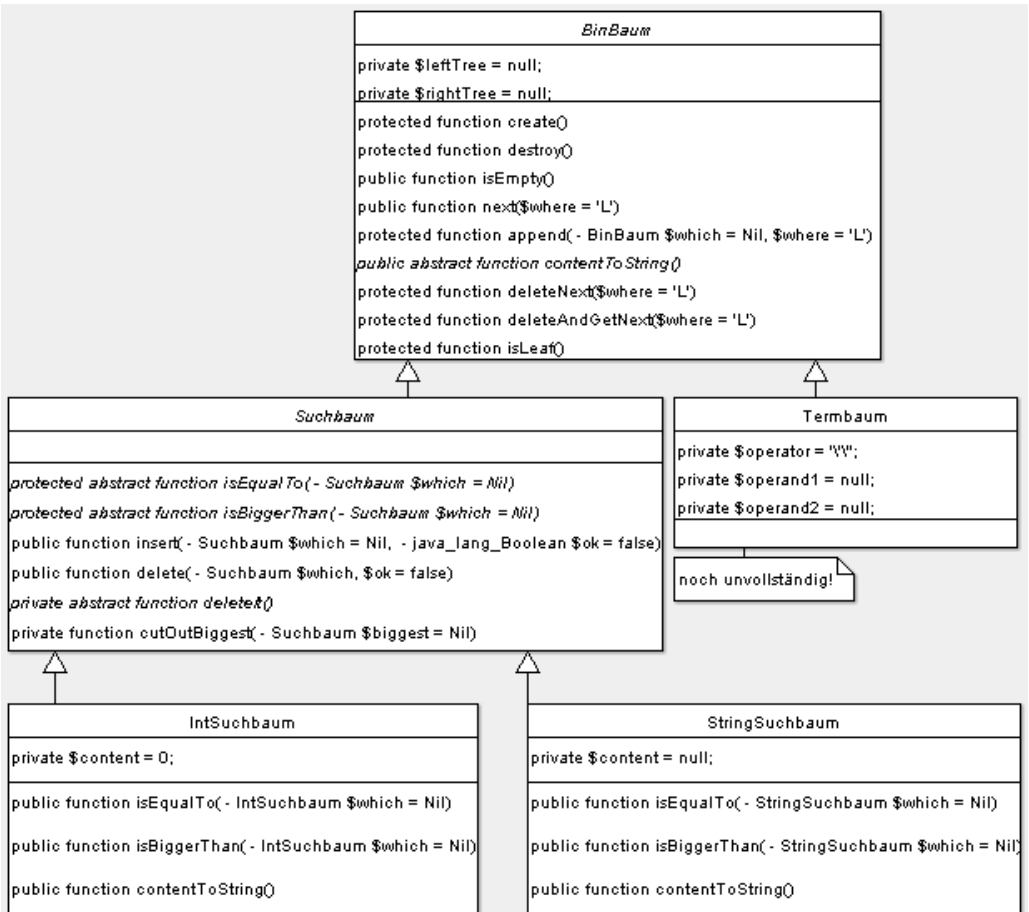 BinBaum
private $leftTree = null;
private $rightTree = null;
protected function create()
protected function destroy()
public function isEmpty()
public function next($where = 'L')
protected function append( - BinBaum $which = Nil, $where = 'L')
public abstract function contentToString()
protected function deleteNext($where = 'L')
protected function deleteAndGetNext($where = 'L')
protected function isLeaf()
Suchbaum
protected abstract function isEqualTo( - Suchbaum $which = Nil)
protected abstract function isBiggerThan( - Suchbaum $which = Nil)
public function insert( - Suchbaum $which = Nil, - java_lang_Boolean $ok = false)
public function delete( - Suchbaum $which, $ok = false)
private abstract function deleteIt()
private function cutOutBiggest( - Suchbaum $biggest = Nil)
Termbaum
private $operator = '\'\'';
private $operand1 = null;
private $operand2 = null;
noch unvollständig!
IntSuchbaum
private $content = 0;
public function isEqualTo( - IntSuchbaum $which = Nil)
public function isBiggerThan( - IntSuchbaum $which = Nil)
public function contentToString()
StringSuchbaum
private $content = null;
public function isEqualTo( - StringSuchbaum $which = Nil)
public function isBiggerThan( - StringSuchbaum $which = Nil)
public function contentToString()